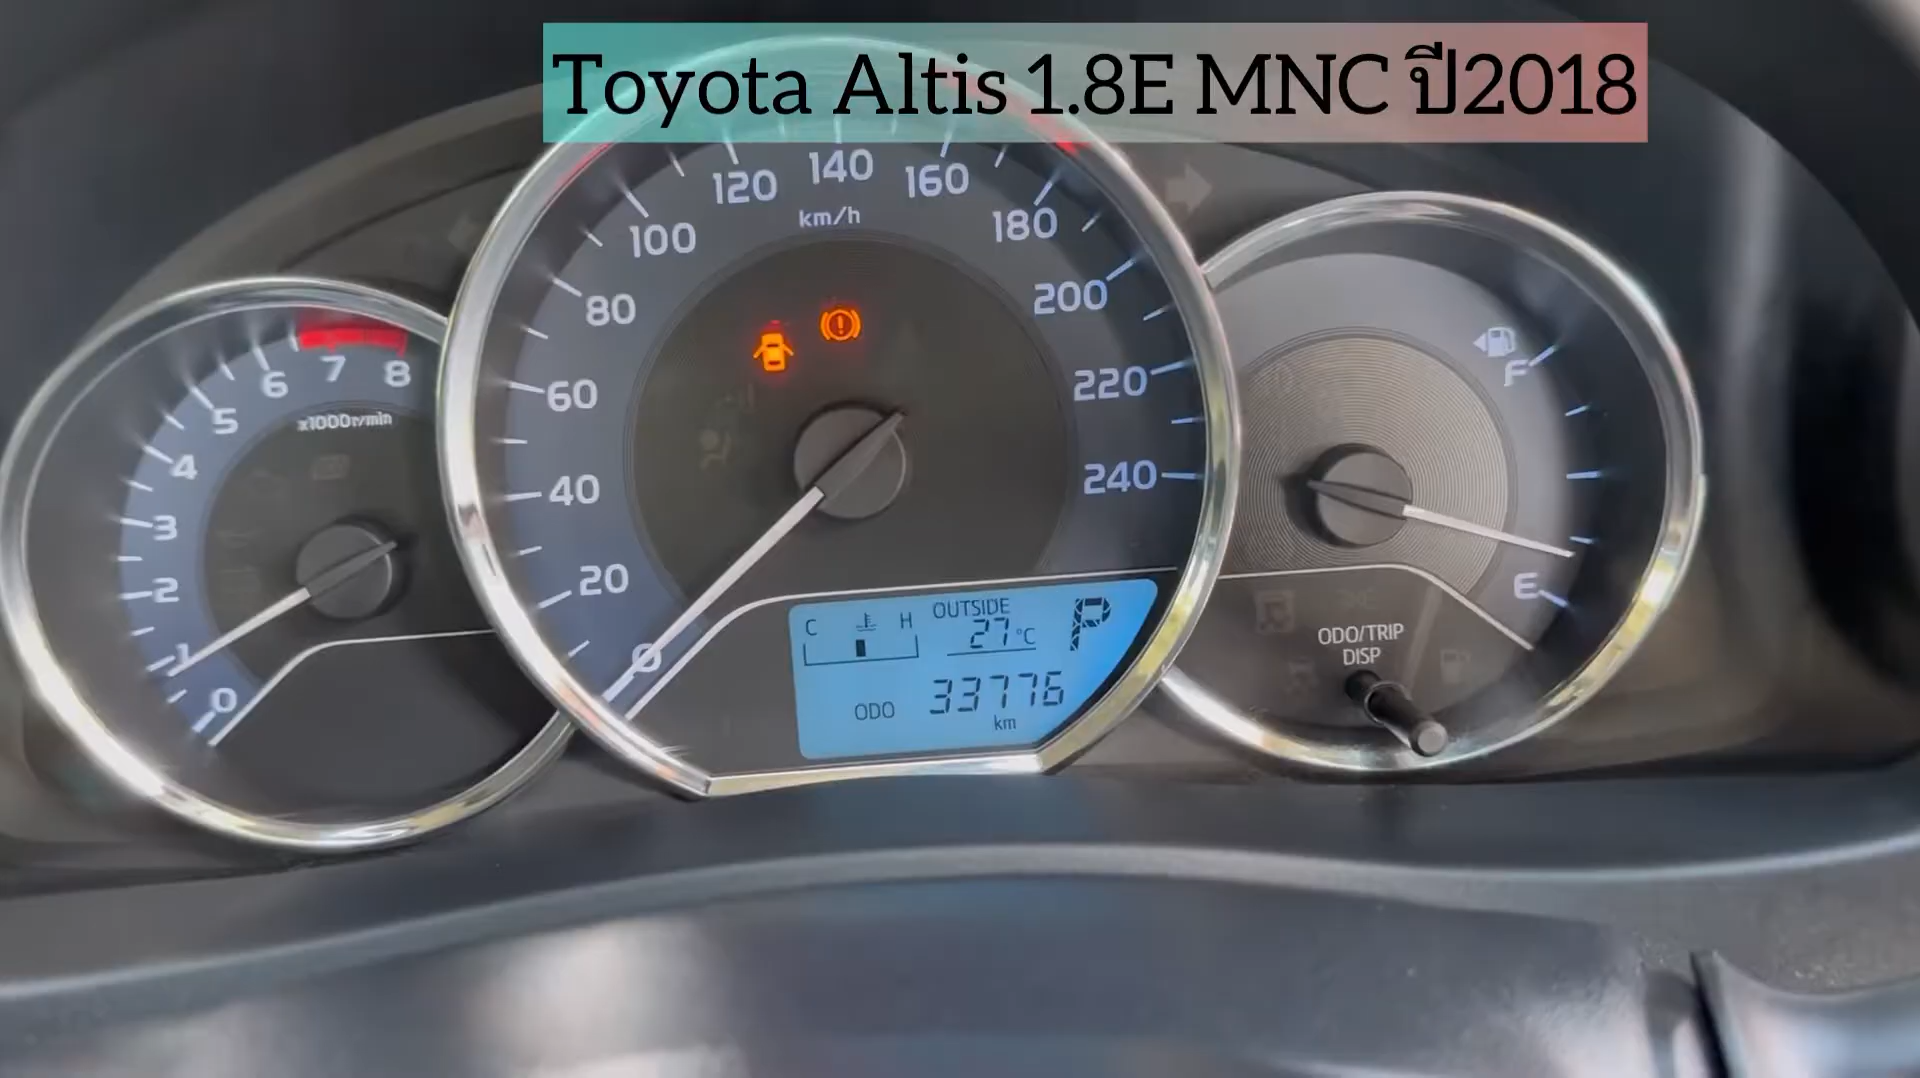 Toyota Altis 1.8E MNC ปี2018
0
1
2
3
4
5
6
7
8
x1000r/min
0
20
40
60
80
100
120
140
160
180
200
220
240
km/h
C H OUTSIDE
27°C
P
ODO 33776
km
F
E
ODO/TRIP
DISP